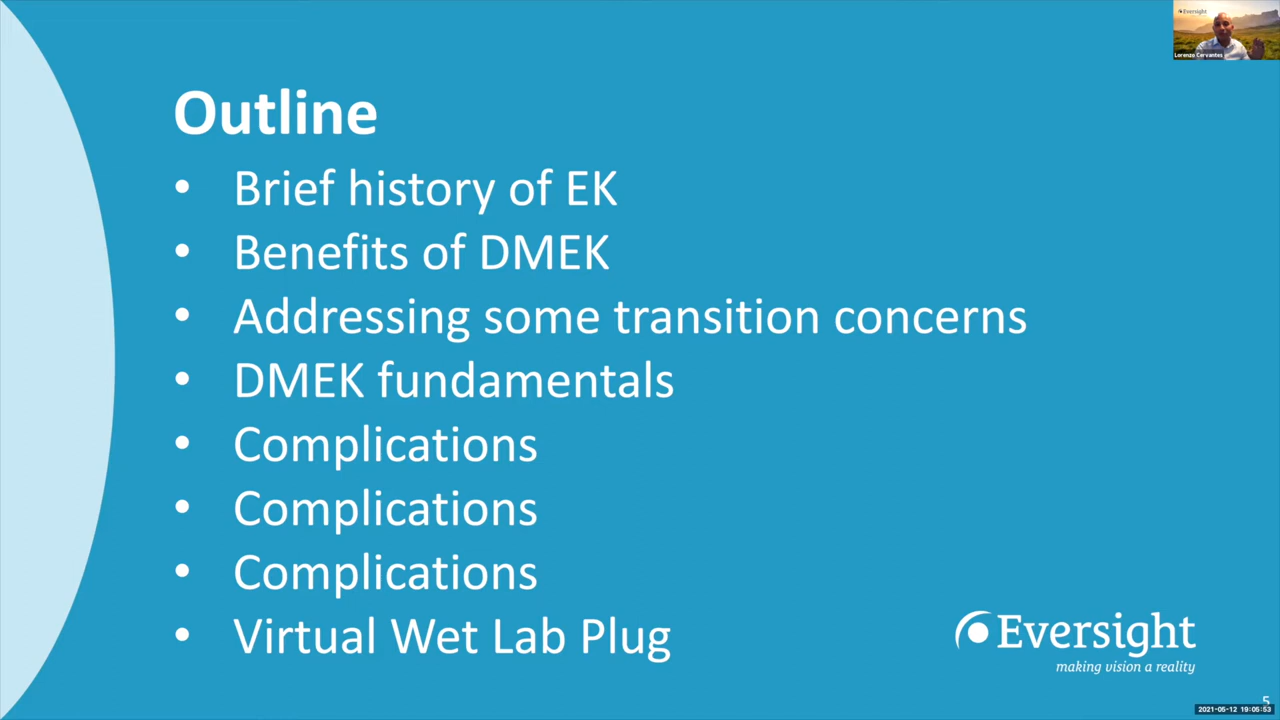 Eversight
Lorenzo Cervantes
Outline
• Brief history of EK
• Benefits of DMEK
• Addressing some transition concerns
• DMEK fundamentals
• Complications
• Complications
• Complications
• Virtual Wet Lab Plug
Eversight
making vision a reality
5
2021-05-12 19:05:53